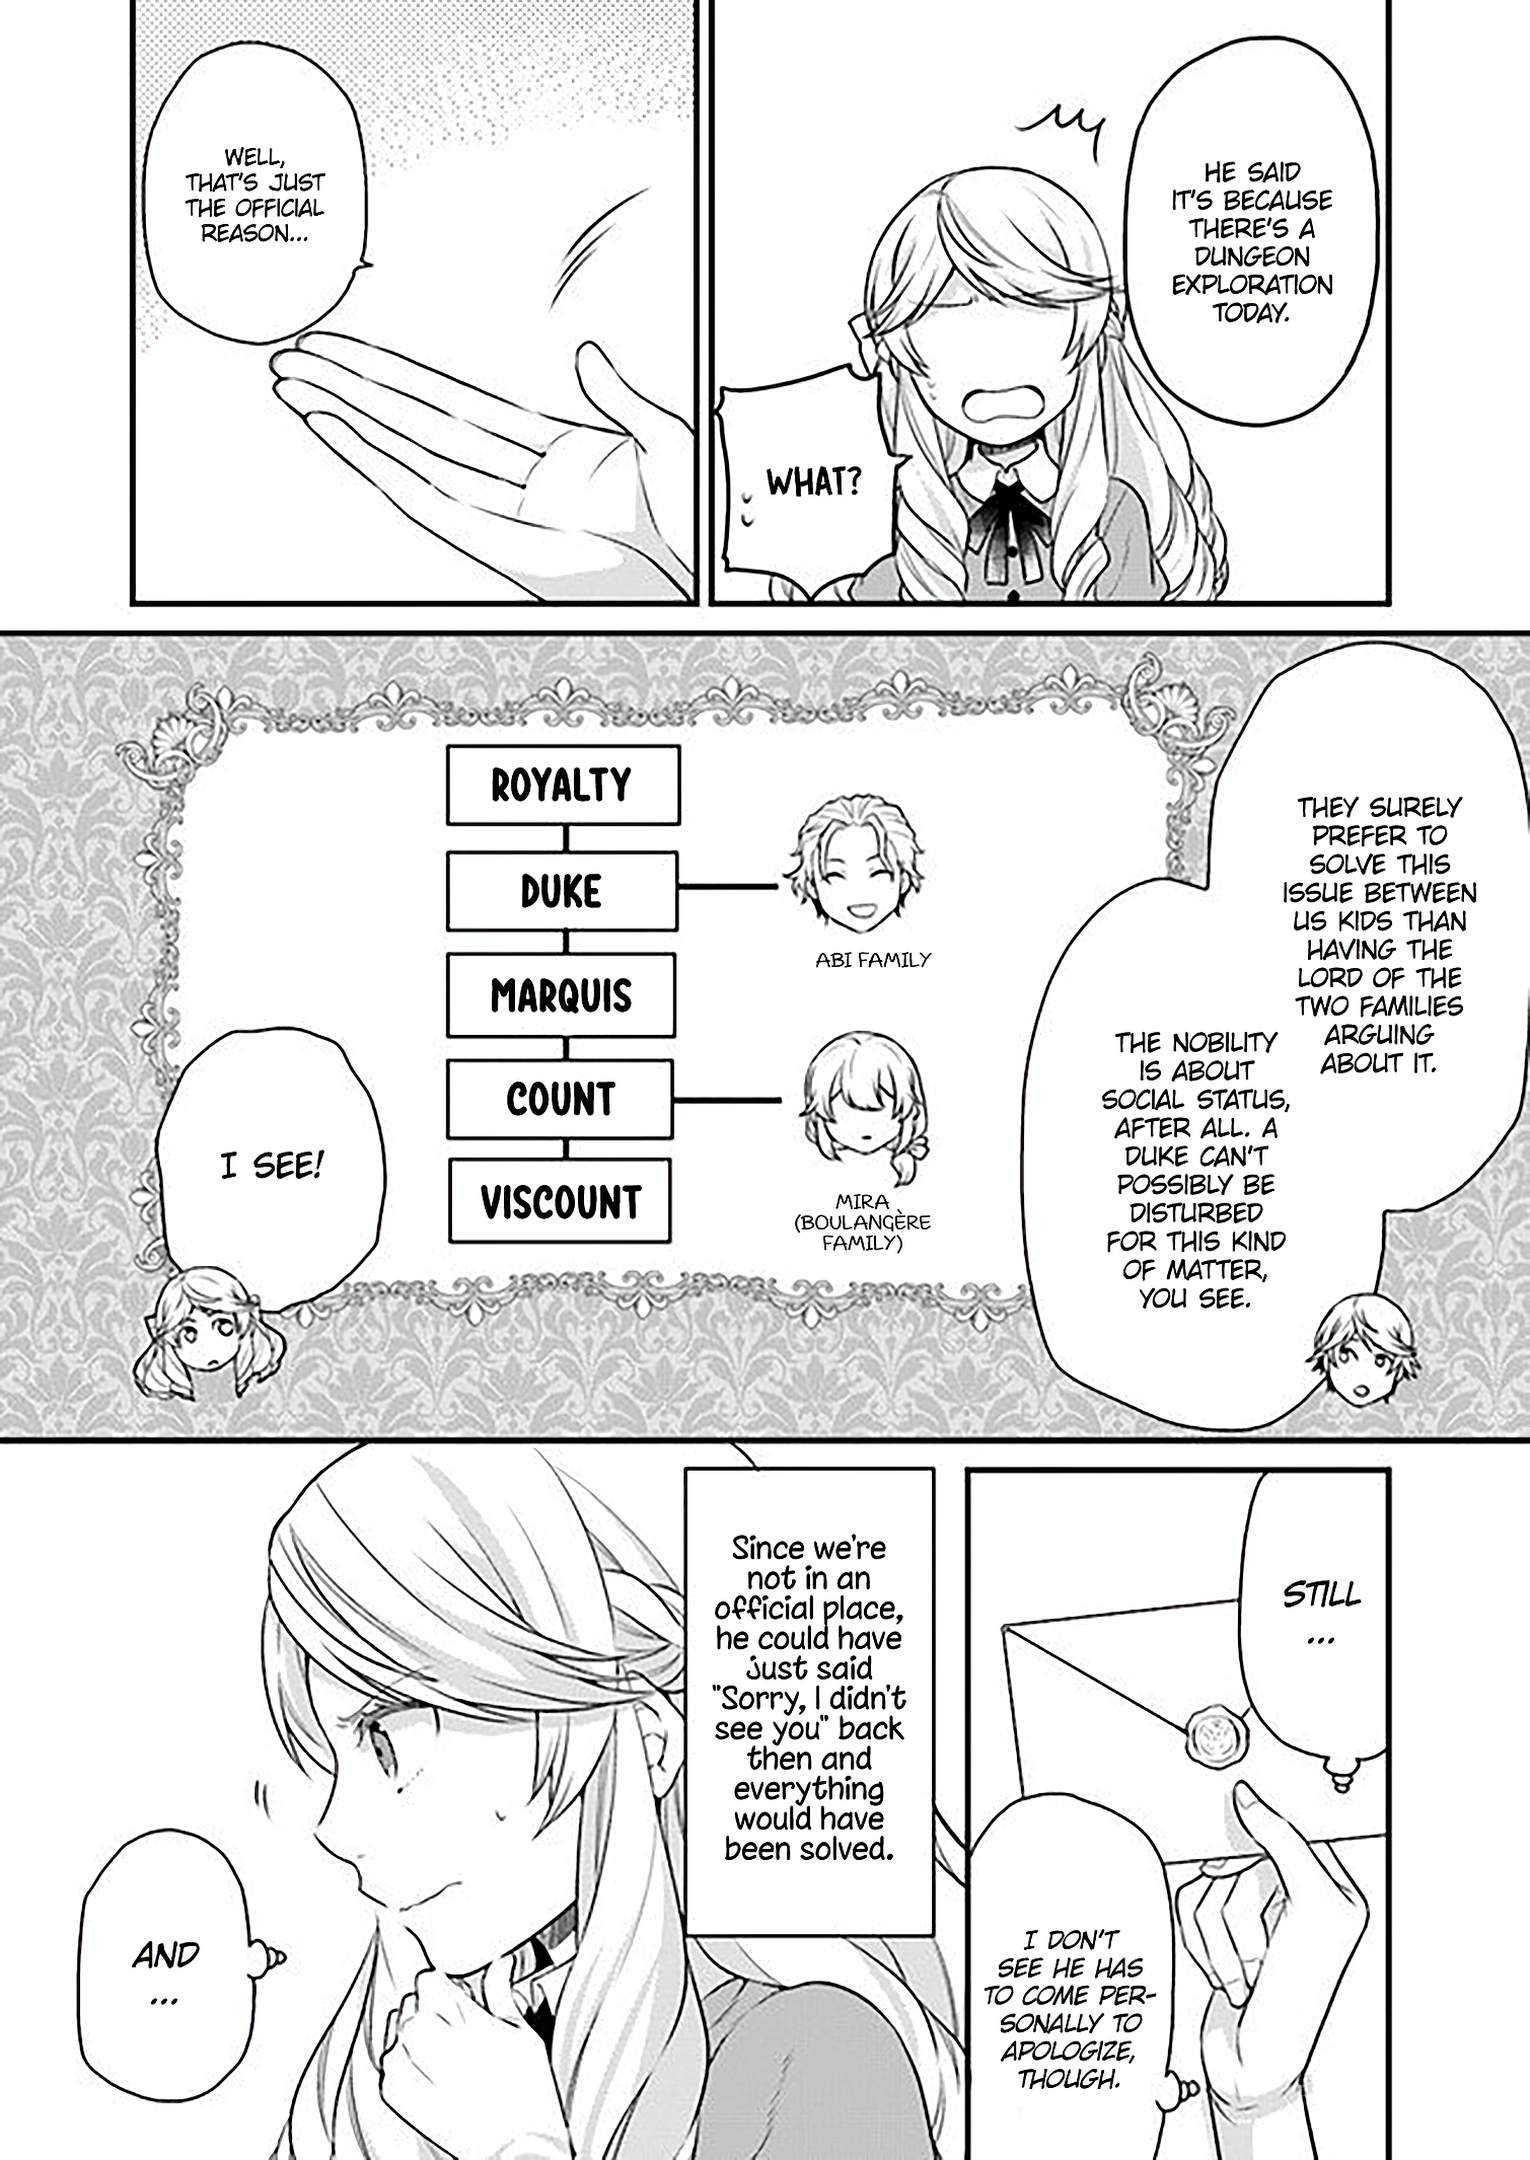 HE SAID
IT'S BECAUSE
THERE'S A
DUNGEON
EXPLORATION
TODAY.
WHAT?
WELL,
THAT'S JUST
THE OFFICIAL
REASON...
THEY SURELY
PREFER TO
SOLVE THIS
ISSUE BETWEEN
US KIDS THAN
HAVING THE
LORD OF THE
TWO FAMILIES
ARGUING
ABOUT IT.
THE NOBILITY
IS ABOUT
SOCIAL STATUS,
AFTER ALL. A
DUKE CAN'T
POSSIBLY BE
DISTURBED
FOR THIS KIND
OF MATTER,
YOU SEE.
ROYALTY
DUKE
ABI FAMILY
MARQUIS
COUNT
MIRA
(BOULANGÈRE
FAMILY)
VISCOUNT
I SEE!
STILL
...
I DON'T
SEE HE HAS
TO COME PER-
SONALLY TO
APOLOGIZE,
THOUGH.
Since we're
not in an
official place,
he could have
just said
"Sorry, I didn't
see you" back
then and
everything
would have
been solved.
AND
...